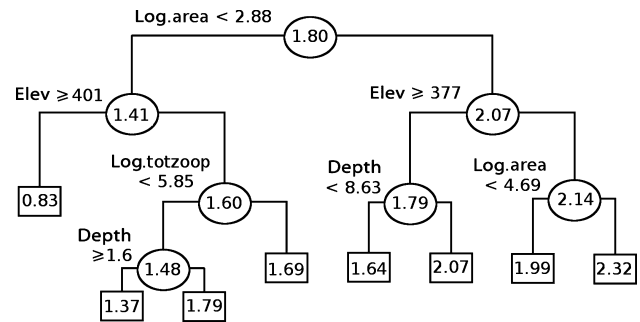 Log.area < 2.88
1.80
Elev ≥ 401
1.41
Elev ≥ 377
2.07
Log.totzoop
< 5.85
1.60
Depth
< 8.63
1.79
Log.area
< 4.69
2.14
0.83
Depth
≥1.6
1.48
1.69
1.64
2.07
1.99
2.32
1.37
1.79